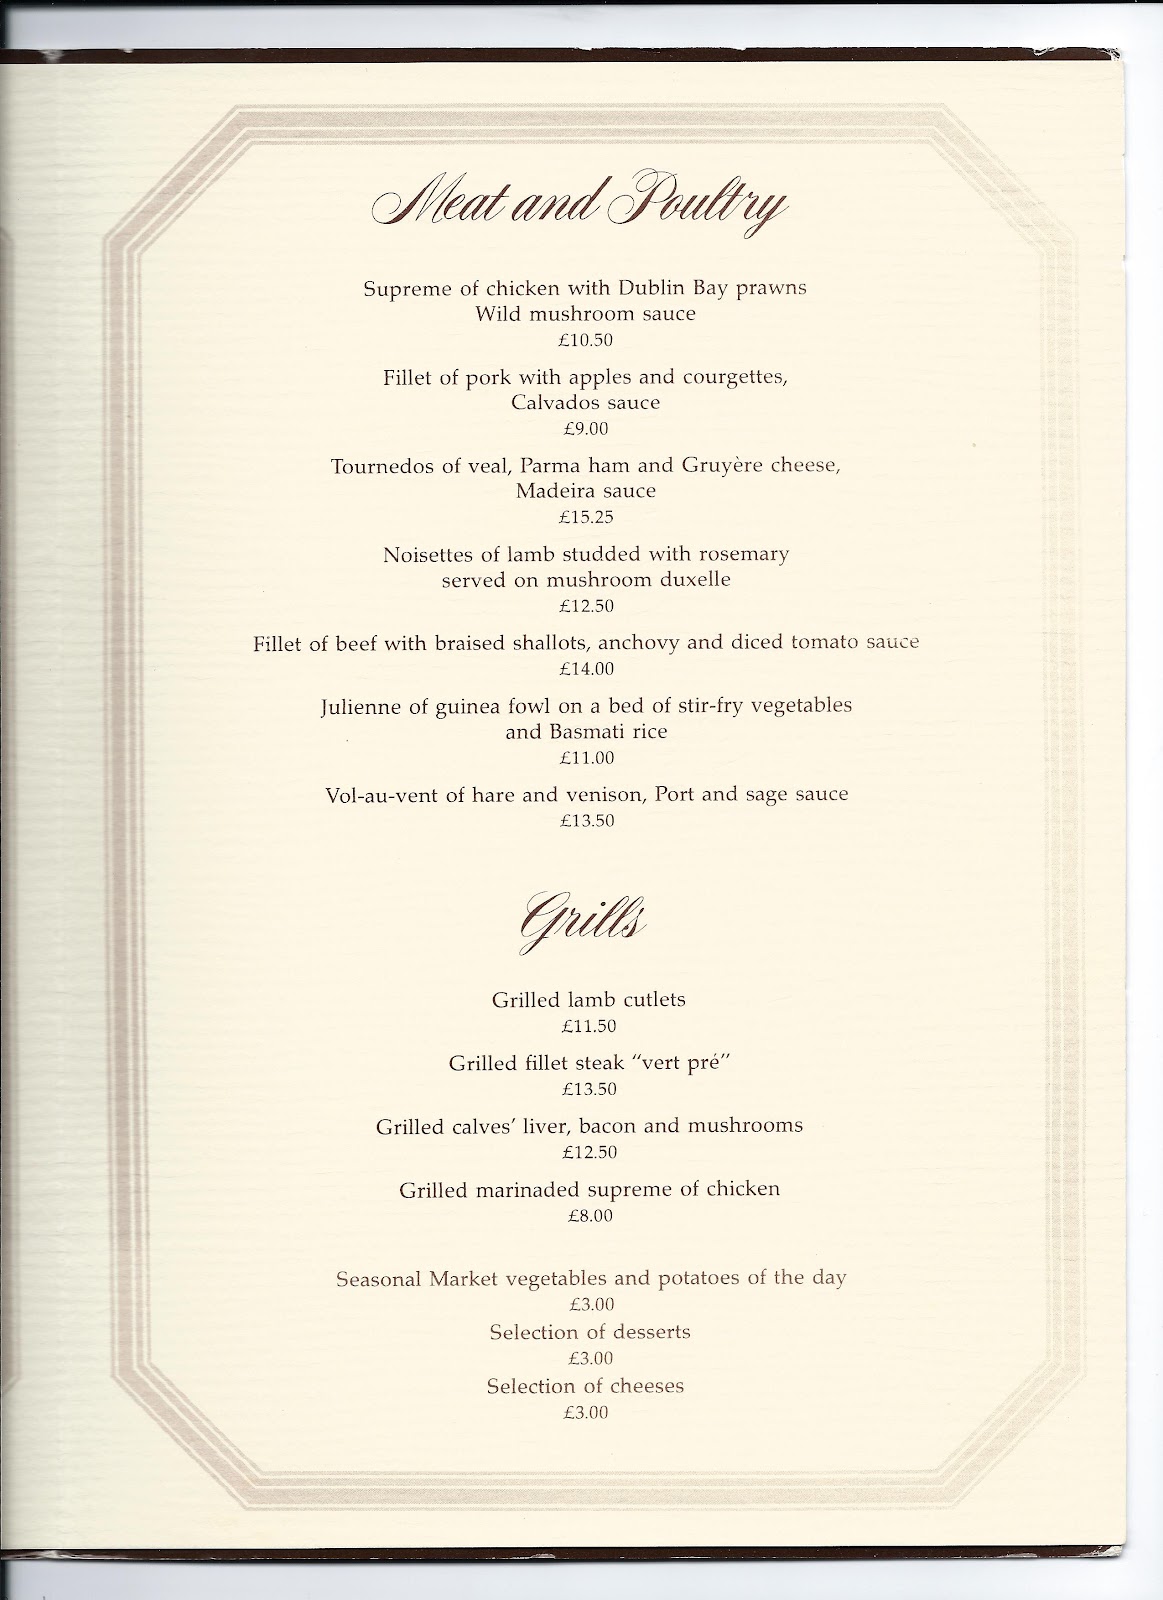 Meat and Poultry
Supreme of chicken with Dublin Bay prawns
Wild mushroom sauce
£10.50
Fillet of pork with apples and courgettes,
Calvados sauce
£9.00
Tournedos of veal, Parma ham and Gruyère cheese,
Madeira sauce
£15.25
Noisettes of lamb studded with rosemary
served on mushroom duxelle
£12.50
Fillet of beef with braised shallots, anchovy and diced tomato sauce
£14.00
Julienne of guinea fowl on a bed of stir-fry vegetables
and Basmati rice
£11.00
Vol-au-vent of hare and venison, Port and sage sauce
£13.50
Grills
Grilled lamb cutlets
£11.50
Grilled fillet steak “vert pré”
£13.50
Grilled calves’ liver, bacon and mushrooms
£12.50
Grilled marinaded supreme of chicken
£8.00
Seasonal Market vegetables and potatoes of the day
£3.00
Selection of desserts
£3.00
Selection of cheeses
£3.00